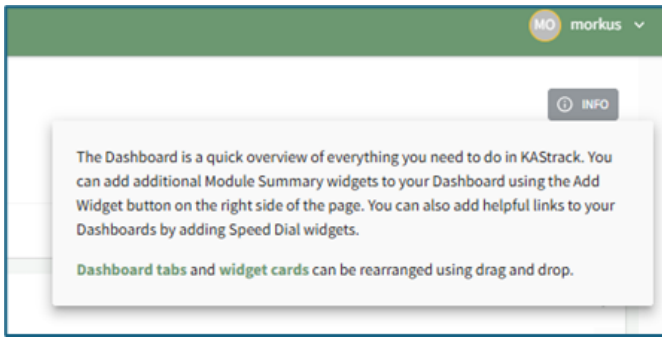 MO morkus
INFO
The Dashboard is a quick overview of everything you need to do in KAStrack. You
can add additional Module Summary widgets to your Dashboard using the Add
Widget button on the right side of the page. You can also add helpful links to your
Dashboards by adding Speed Dial widgets.
Dashboard tabs and widget cards can be rearranged using drag and drop.